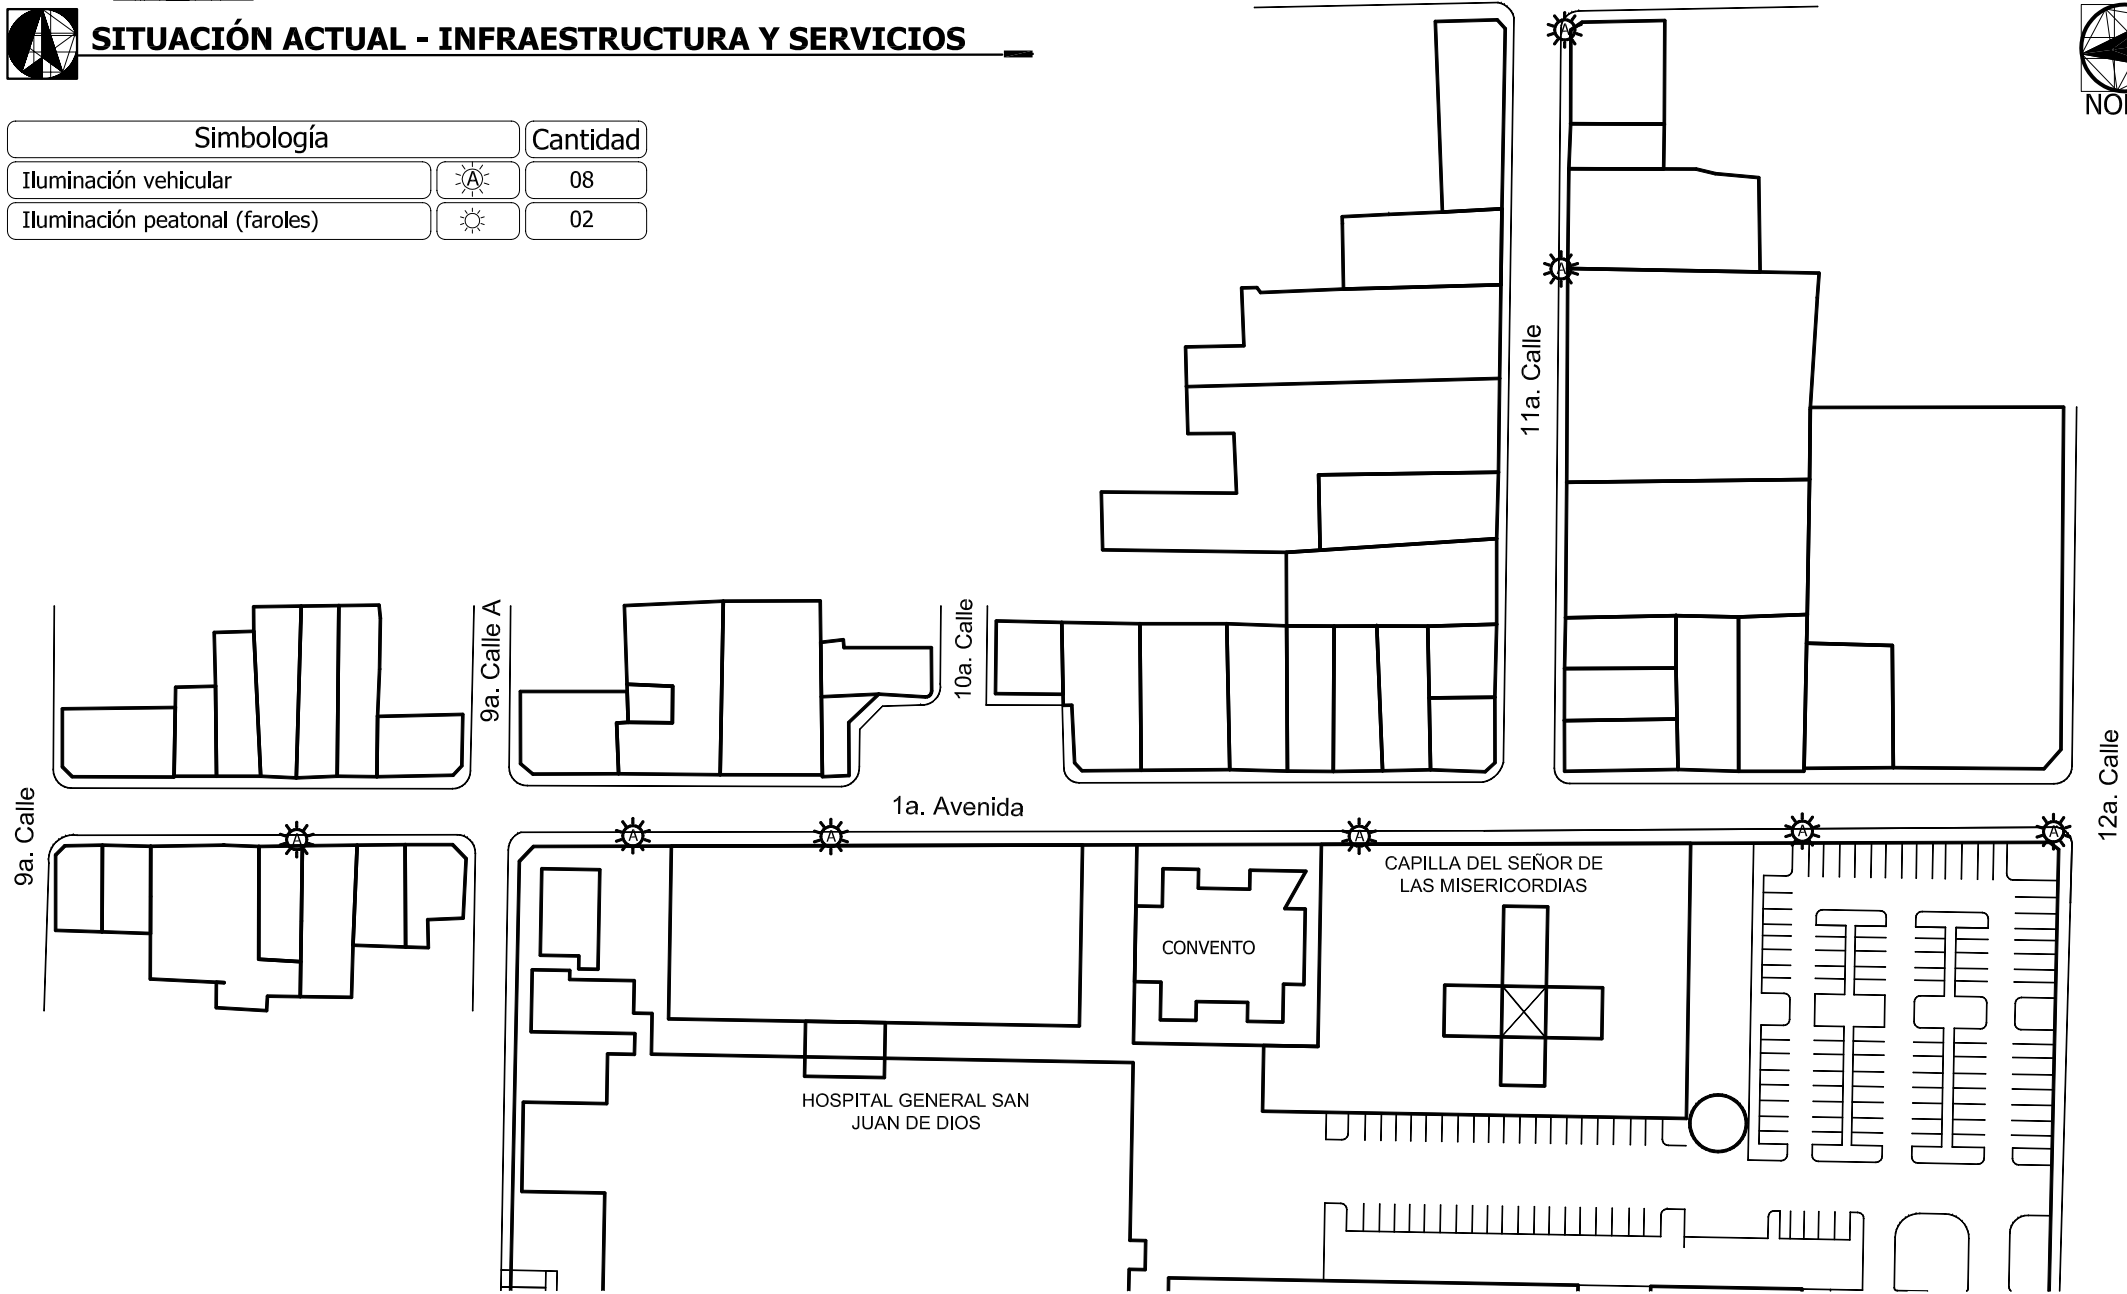 SITUACIÓN ACTUAL - INFRAESTRUCTURA Y SERVICIOS
Simbología Cantidad
Iluminación vehicular A 08
Iluminación peatonal (faroles) 02
A
A
11a. Calle
9a. Calle A
10a. Calle
9a. Calle
1a. Avenida
12a. Calle
A
A
A
A
A
A
CAPILLA DEL SEÑOR DE
LAS MISERICORDIAS
CONVENTO
HOSPITAL GENERAL SAN
JUAN DE DIOS